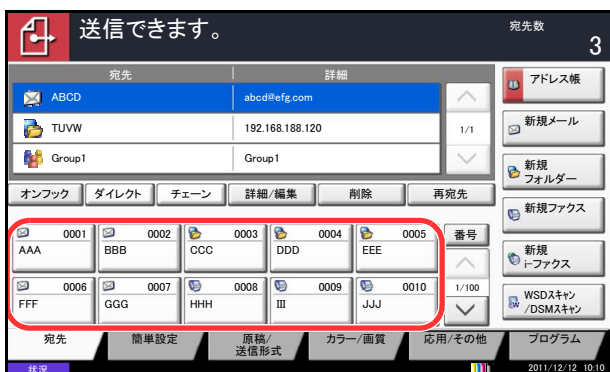 送信できます。
宛先数
3
宛先 詳細
ABCD abcd@efg.com
TUVW 192.168.188.120
Group1 Group1
1/1
アドレス帳
新規メール
新規
フォルダー
新規ファクス
新規
i-ファクス
WSDスキャン
/DSMスキャン
オンフック ダイレクト チェーン 詳細/編集 削除 再宛先
0001 0002 0003 0004 0005
AAA BBB CCC DDD EEE
0006 0007 0008 0009 0010
FFF GGG HHH III JJJ
番号
1/100
宛先 簡単設定 原稿/
送信形式 カラー/画質 応用/その他 プログラム
状況 2011/12/12 10:10